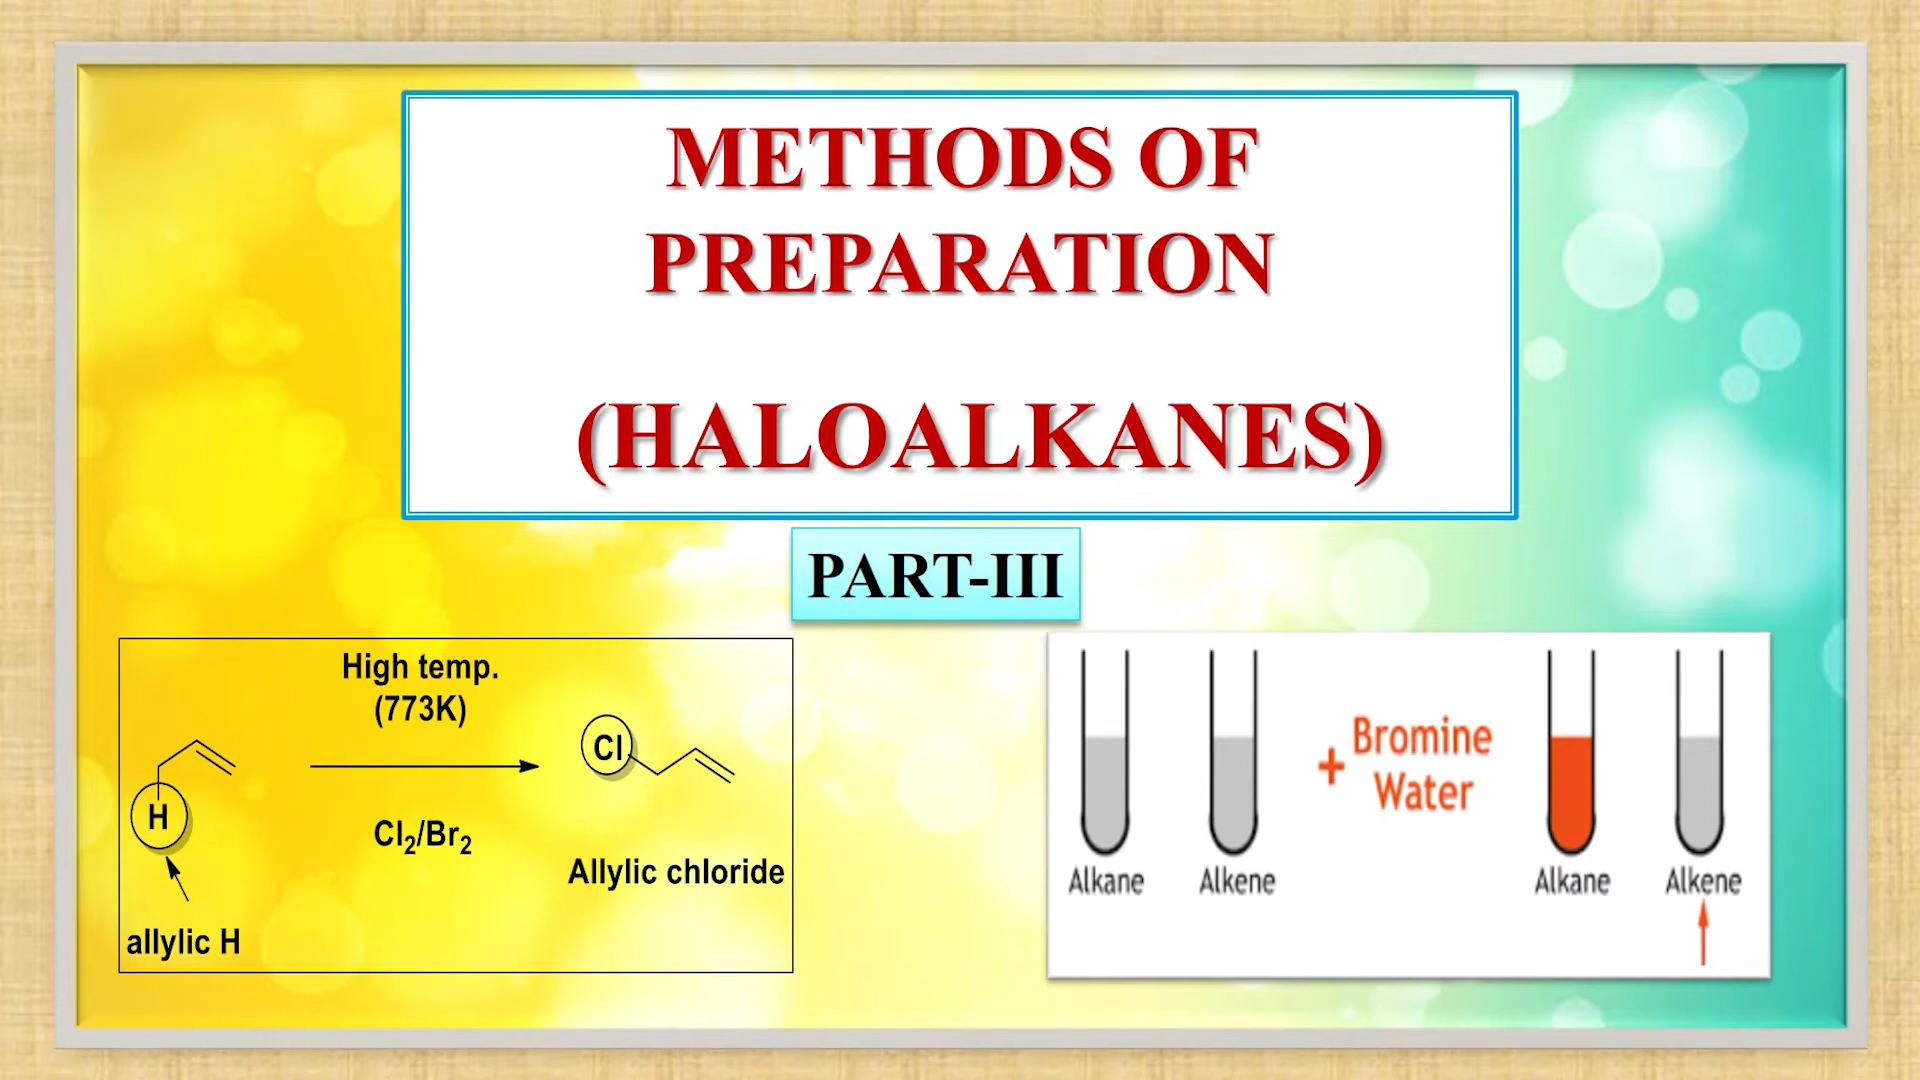 METHODS OF
PREPARATION
(HALOALKANES)
PART-III
High temp.
(773K)
Cl
H
Cl₂/Br₂
Allylic chloride
allylic H
+ Bromine
Water
Alkane
Alkene
Alkane
Alkene